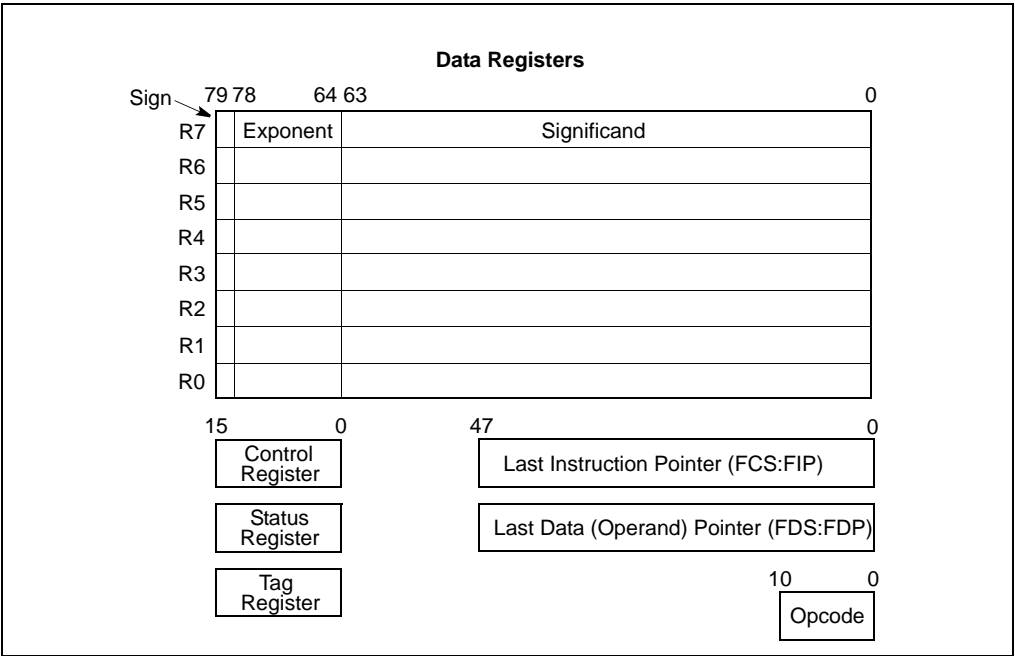 Data Registers
Sign 79 78 64 63 0
R7 Exponent Significand
R6
R5
R4
R3
R2
R1
R0
15 0 47 0
Control
Register
Last Instruction Pointer (FCS:FIP)
Status
Register
Last Data (Operand) Pointer (FDS:FDP)
Tag
Register
10 0
Opcode